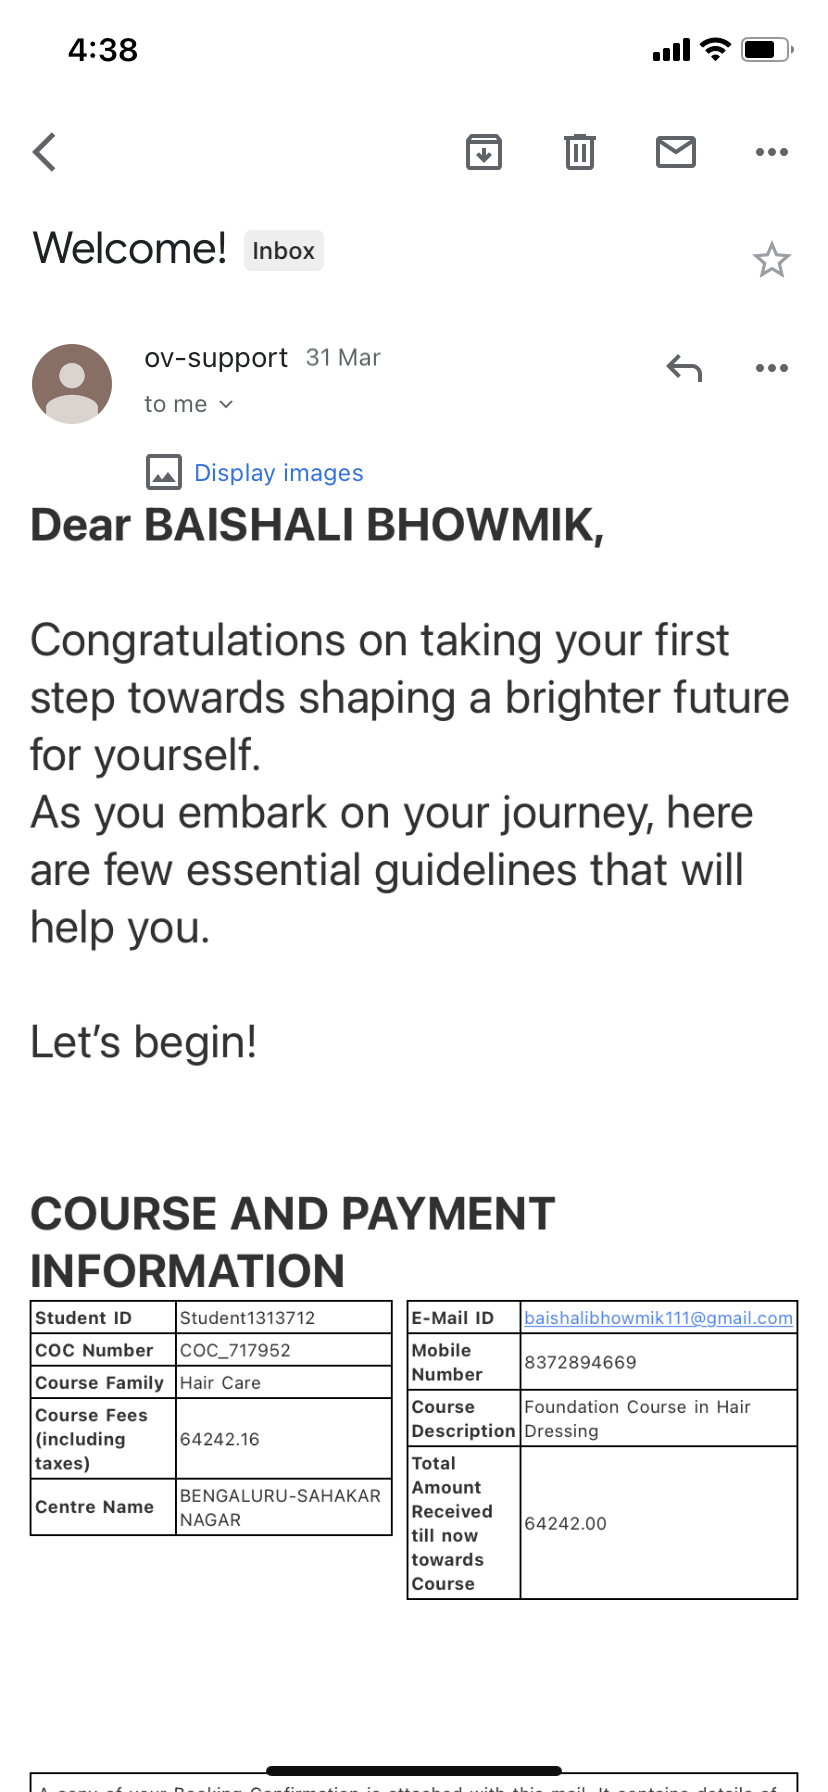 4:38
Welcome! Inbox
ov-support 31 Mar
to me
Display images
Dear BAISHALI BHOWMIK,
Congratulations on taking your first
step towards shaping a brighter future
for yourself.
As you embark on your journey, here
are few essential guidelines that will
help you.
Let’s begin!
COURSE AND PAYMENT
INFORMATION
Student ID Student1313712
COC Number COC_717952
Course Family Hair Care
Course Fees
(including
taxes)
64242.16
Centre Name
BENGALURU-SAHAKAR
NAGAR
E-Mail ID baishalibhowmik111@gmail.com
Mobile
Number
8372894669
Course
Description
Foundation Course in Hair
Dressing
Total
Amount
Received
till now
towards
Course
64242.00